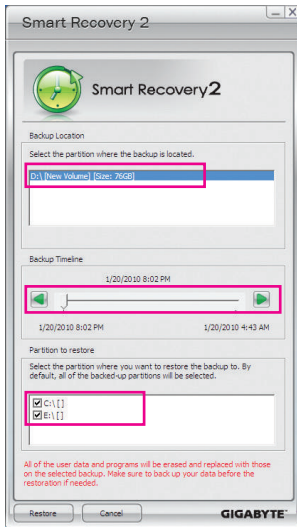 Smart Recovery 2
Smart Recovery2
Backup Location
Select the partition where the backup is located.
D:\ [New Volume] [Size: 76GB]
Backup Timeline
1/20/2010 8:02 PM
1/20/2010 8:02 PM 1/20/2010 4:43 AM
Partition to restore
Select the partition where you want to restore the backup to. By
default, all of the backed-up partitions will be selected.
C:\ [ ]
E:\ [ ]
All of the user data and programs will be erased and replaced with those
on the selected backup. Make sure to back up your data before the
restoration if needed.
Restore Cancel GIGABYTE™